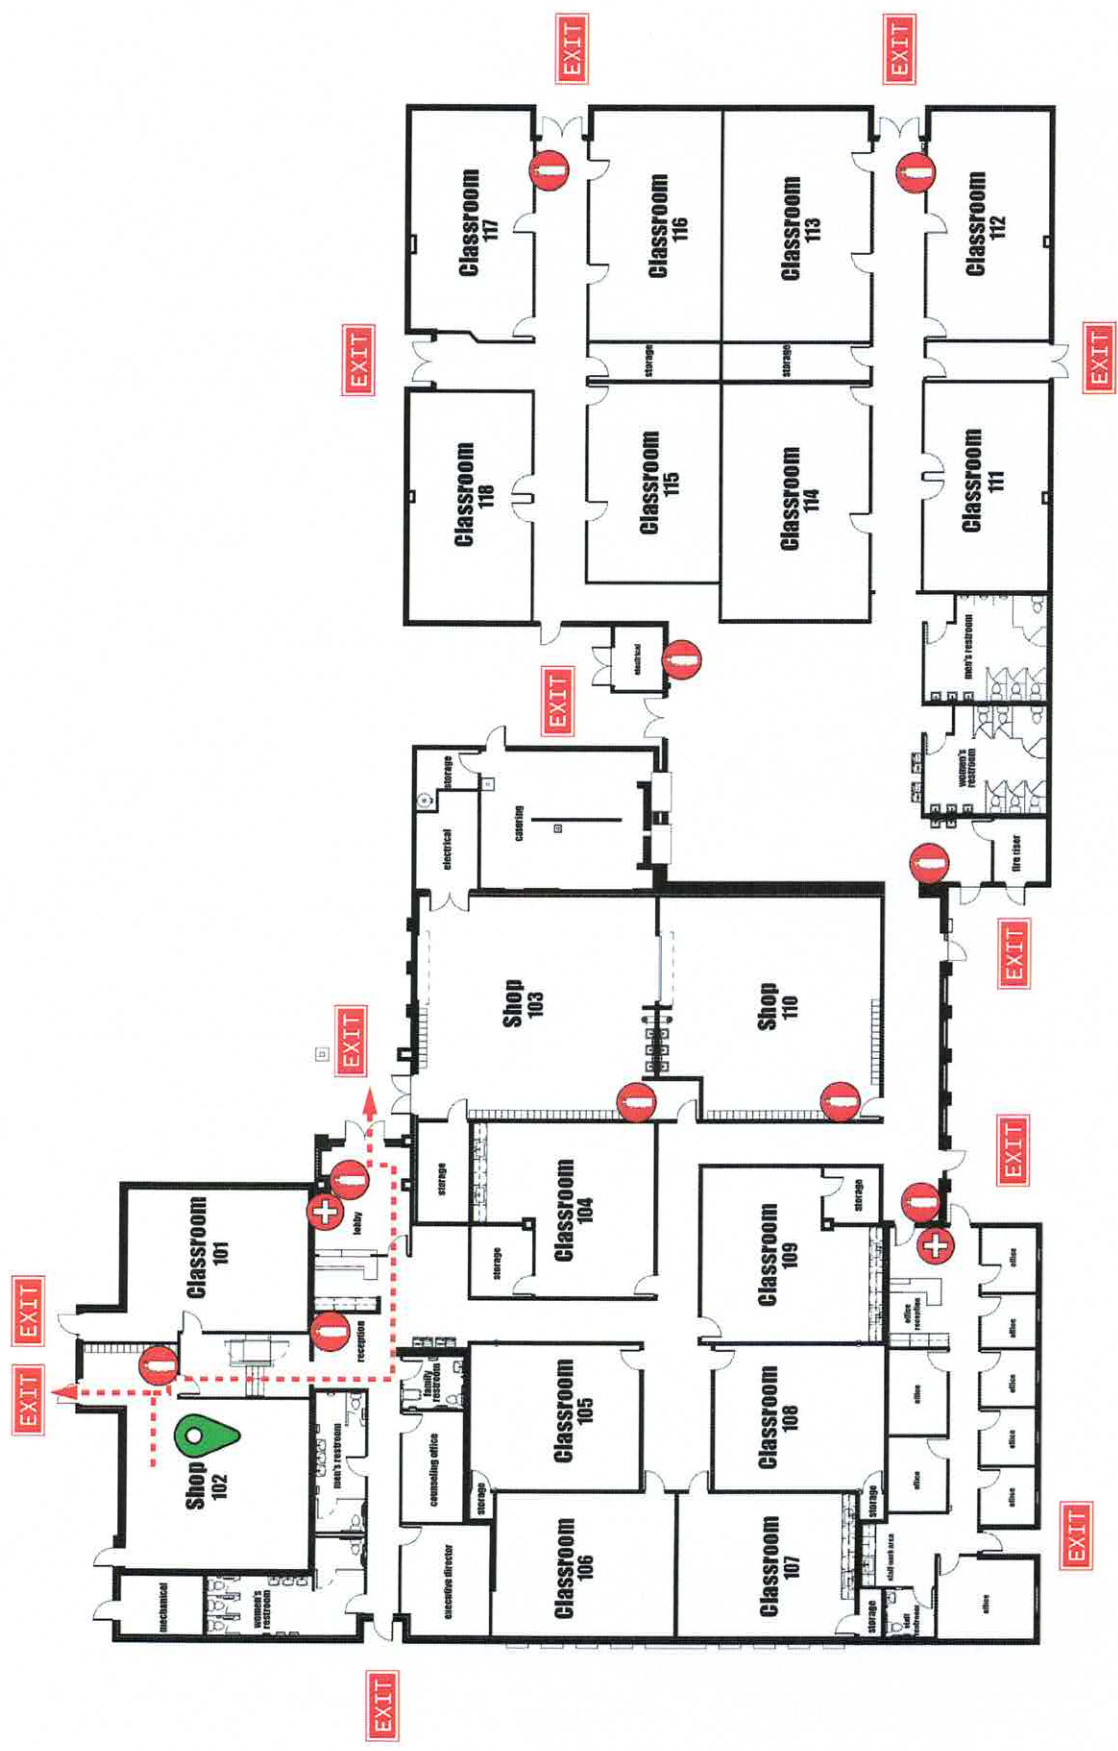 EXIT
EXIT
mechanical
Shop
102
Classroom
101
women's
restroom
men's restroom
reception
lobby
EXIT
EXIT
EXIT
executive director
counseling office
family
restroom
storage
electrical
storage
Classroom
118
Classroom
117
storage
storage
catering
Shop
103
EXIT
EXIT
Classroom
106
Classroom
105
Classroom
104
electrical
Classroom
115
storage
Classroom
116
Classroom
107
Classroom
108
Classroom
109
Shop
110
Classroom
114
storage
Classroom
113
storage
storage
storage
staff work area
staff
restroom
office
office
office
reception
EXIT
women's
restroom
men's restroom
Classroom
111
Classroom
112
office
office
office
office
office
office
fire riser
EXIT
EXIT
EXIT
EXIT